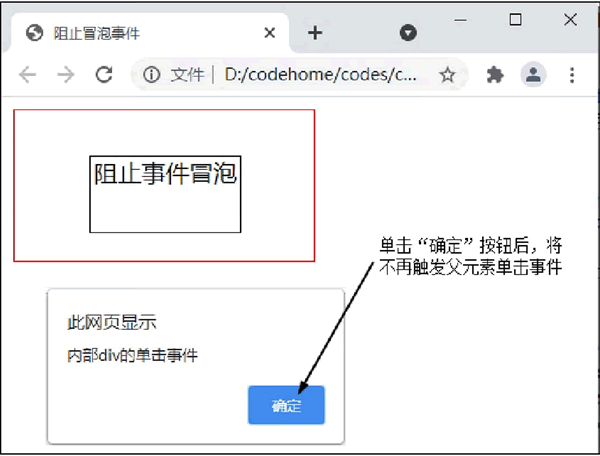 阻止冒泡事件
文件 | D:/codehome/codes/c...
阻止事件冒泡
单击“确定”按钮后，将
不再触发父元素单击事件
此网页显示
内部div的单击事件
确定